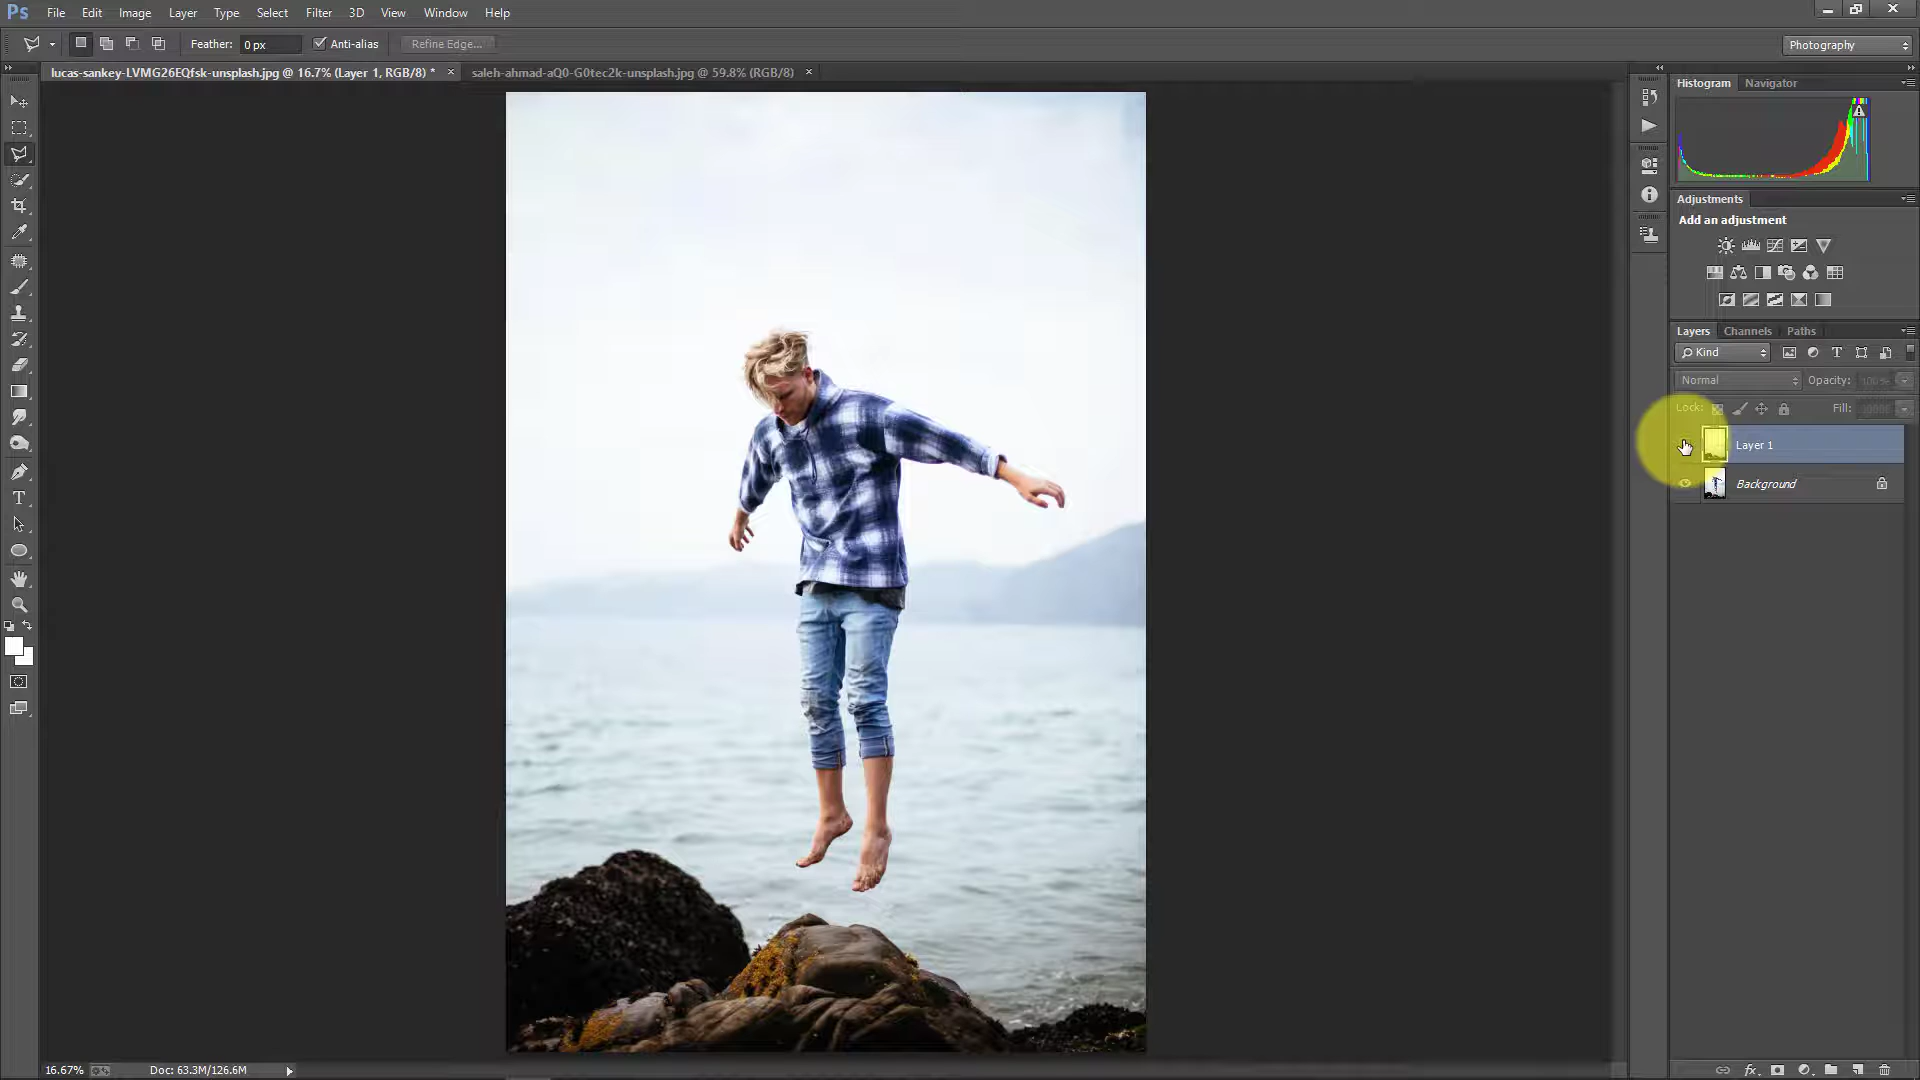 Ps File Edit Image Layer Type Select Filter 3D View Window Help
Feather: 0 px Anti-alias Refine Edge... Photography
lucas-sankey-LVMG26EQfsk-unsplash.jpg @ 16.7% (Layer 1, RGB/8) * × saleh-ahmad-aQ0-G0tec2k-unsplash.jpg @ 59.8% (RGB/8) ×
Histogram Navigator
Adjustments
Add an adjustment
Layers Channels Paths
Kind
Normal Opacity: 100%
Lock: Fill:
Layer 1
Background
16.67% Doc: 63.3M/126.6M